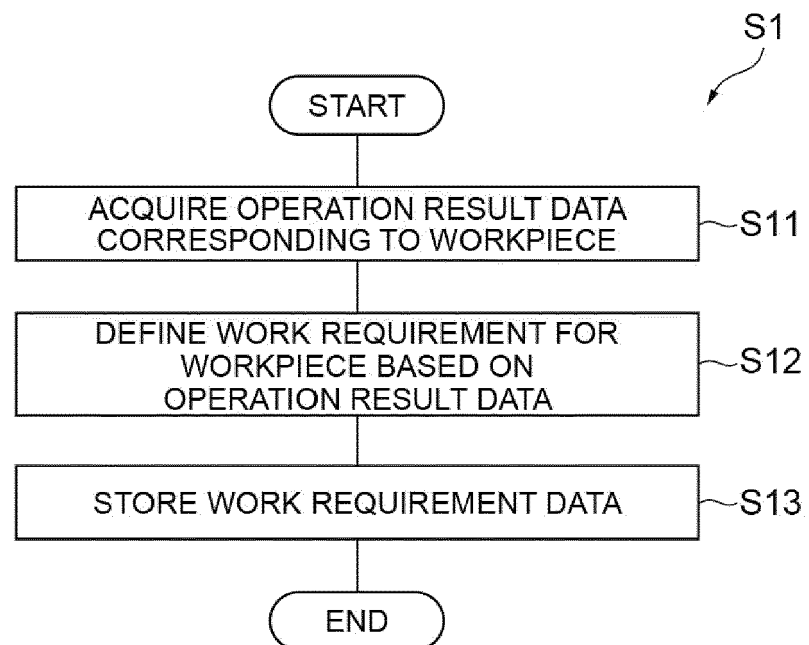 S1
START
ACQUIRE OPERATION RESULT DATA
CORRESPONDING TO WORKPIECE
S11
DEFINE WORK REQUIREMENT FOR
WORKPIECE BASED ON
OPERATION RESULT DATA
S12
STORE WORK REQUIREMENT DATA
S13
END